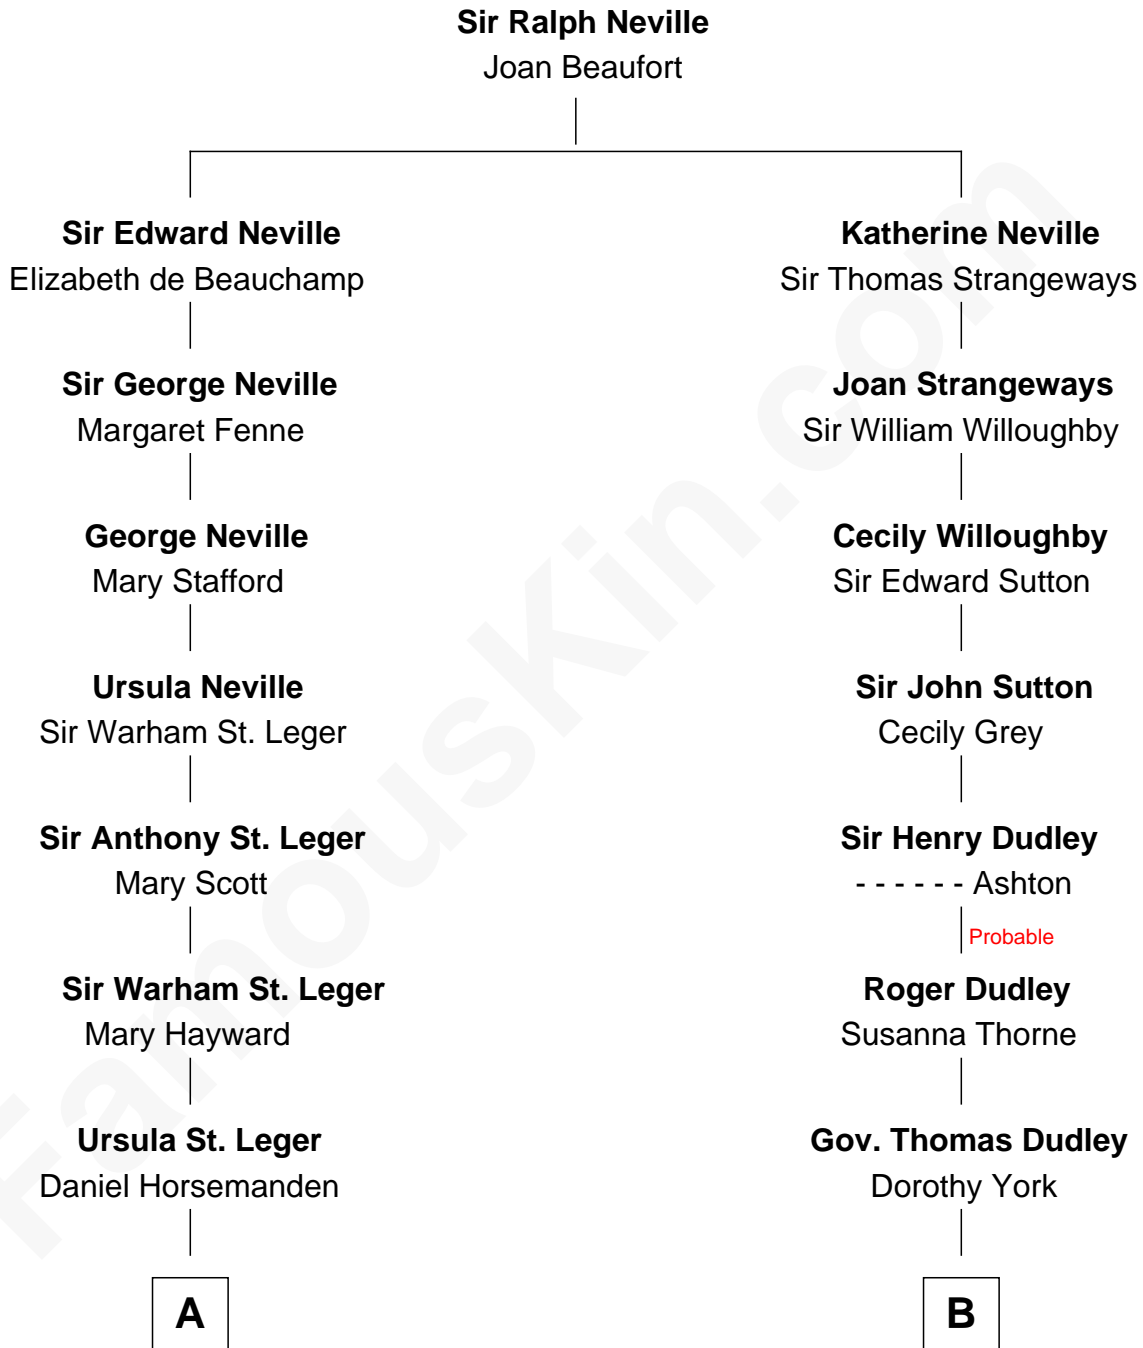 Sir Ralph Neville
Joan Beaufort
Sir Edward Neville
Elizabeth de Beauchamp
Katherine Neville
Sir Thomas Strangeways
Sir George Neville
Margaret Fenne
Joan Strangeways
Sir William Willoughby
George Neville
Mary Stafford
Cecily Willoughby
Sir Edward Sutton
Ursula Neville
Sir Warham St. Leger
Sir John Sutton
Cecily Grey
Sir Anthony St. Leger
Mary Scott
Sir Henry Dudley
- - - - - - Ashton
Probable
Sir Warham St. Leger
Mary Hayward
Roger Dudley
Susanna Thorne
Ursula St. Leger
Daniel Horsemanden
Gov. Thomas Dudley
Dorothy York
A
B
FamousKin.com